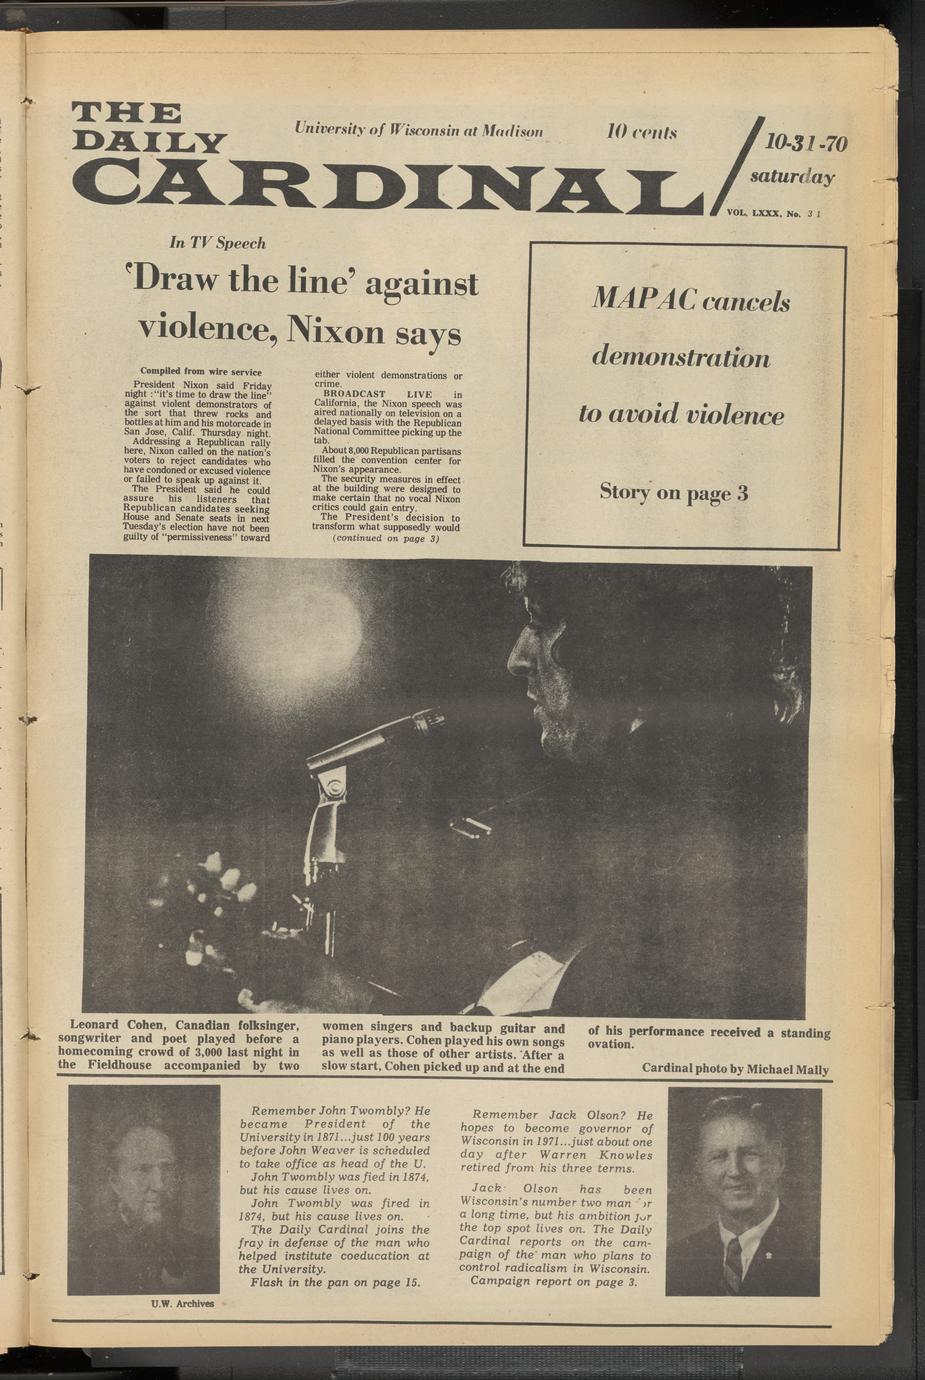 THE
DAILY
CARDINAL
University of Wisconsin at Madison
10 cents
10-31-70
saturday
VOL. LXXX, No. 31
In TV Speech
'Draw the line' against
violence, Nixon says
Compiled from wire service
President Nixon said Friday
night :"it's time to draw the line"
against violent demonstrators of
the sort that threw rocks and
bottles at him and his motorcade in
San Jose, Calif. Thursday night.
Addressing a Republican rally
here, Nixon called on the nation's
voters to reject candidates who
have condoned or excused violence
or failed to speak up against it.
The President said he could
assure his listeners that
Republican candidates seeking
House and Senate seats in next
Tuesday's election have not been
guilty of "permissiveness" toward
either violent demonstrations or
crime.
BROADCAST LIVE in
California, the Nixon speech was
aired nationally on television on a
delayed basis with the Republican
National Committee picking up the
tab.
About 8,000 Republican partisans
filled the convention center for
Nixon's appearance.
The security measures in effect
at the building were designed to
make certain that no vocal Nixon
critics could gain entry.
The President's decision to
transform what supposedly would
(continued on page 3)
MAPAC cancels
demonstration
to avoid violence
Story on page 3
Leonard Cohen, Canadian folksinger,
songwriter and poet played before a
homecoming crowd of 3,000 last night in
the Fieldhouse accompanied by two
women singers and backup guitar and
piano players. Cohen played his own songs
as well as those of other artists. After a
slow start, Cohen picked up and at the end
of his performance received a standing
ovation.
Cardinal photo by Michael Mally
Remember John Twombly? He
became President of the
University in 1871...just 100 years
before John Weaver is scheduled
to take office as head of the U.
John Twombly was fied in 1874,
but his cause lives on.
John Twombly was fired in
1874, but his cause lives on.
The Daily Cardinal joins the
fray in defense of the man who
helped institute coeducation at
the University.
Flash in the pan on page 15.
U.W. Archives
Remember Jack Olson? He
hopes to become governor of
Wisconsin in 1971...just about one
day after Warren Knowles
retired from his three terms.
Jack Olson has been
Wisconsin's number two man for
a long time, but his ambition for
the top spot lives on. The Daily
Cardinal reports on the cam-
paign of the man who plans to
control radicalism in Wisconsin.
Campaign report on page 3.